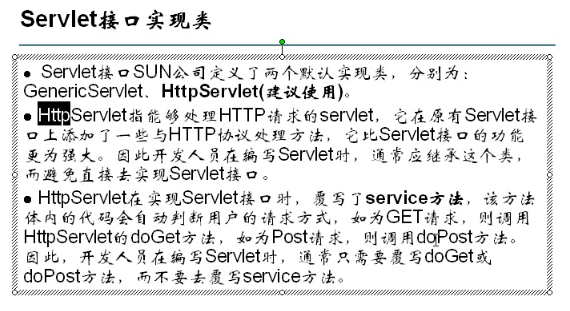 Servlet接口实现类
● Servlet接口SUN公司定义了两个默认实现类，分别为：
GenericServlet、HttpServlet(建议使用)。
● HttpServlet指能够处理HTTP请求的servlet，它在原有Servlet接
口上添加了一些与HTTP协议处理方法，它比Servlet接口的功能
更为强大。因此开发人员在编写Servlet时，通常应继承这个类，
而避免直接去实现Servlet接口。
● HttpServlet在实现Servlet接口时，覆写了service方法，该方法
体内的代码会自动判断用户的请求方式，如为GET请求，则调用
HttpServlet的doGet方法，如为Post请求，则调用doPost方法。
因此，开发人员在编写Servlet时，通常只需要覆写doGet或
doPost方法，而不要去覆写service方法。